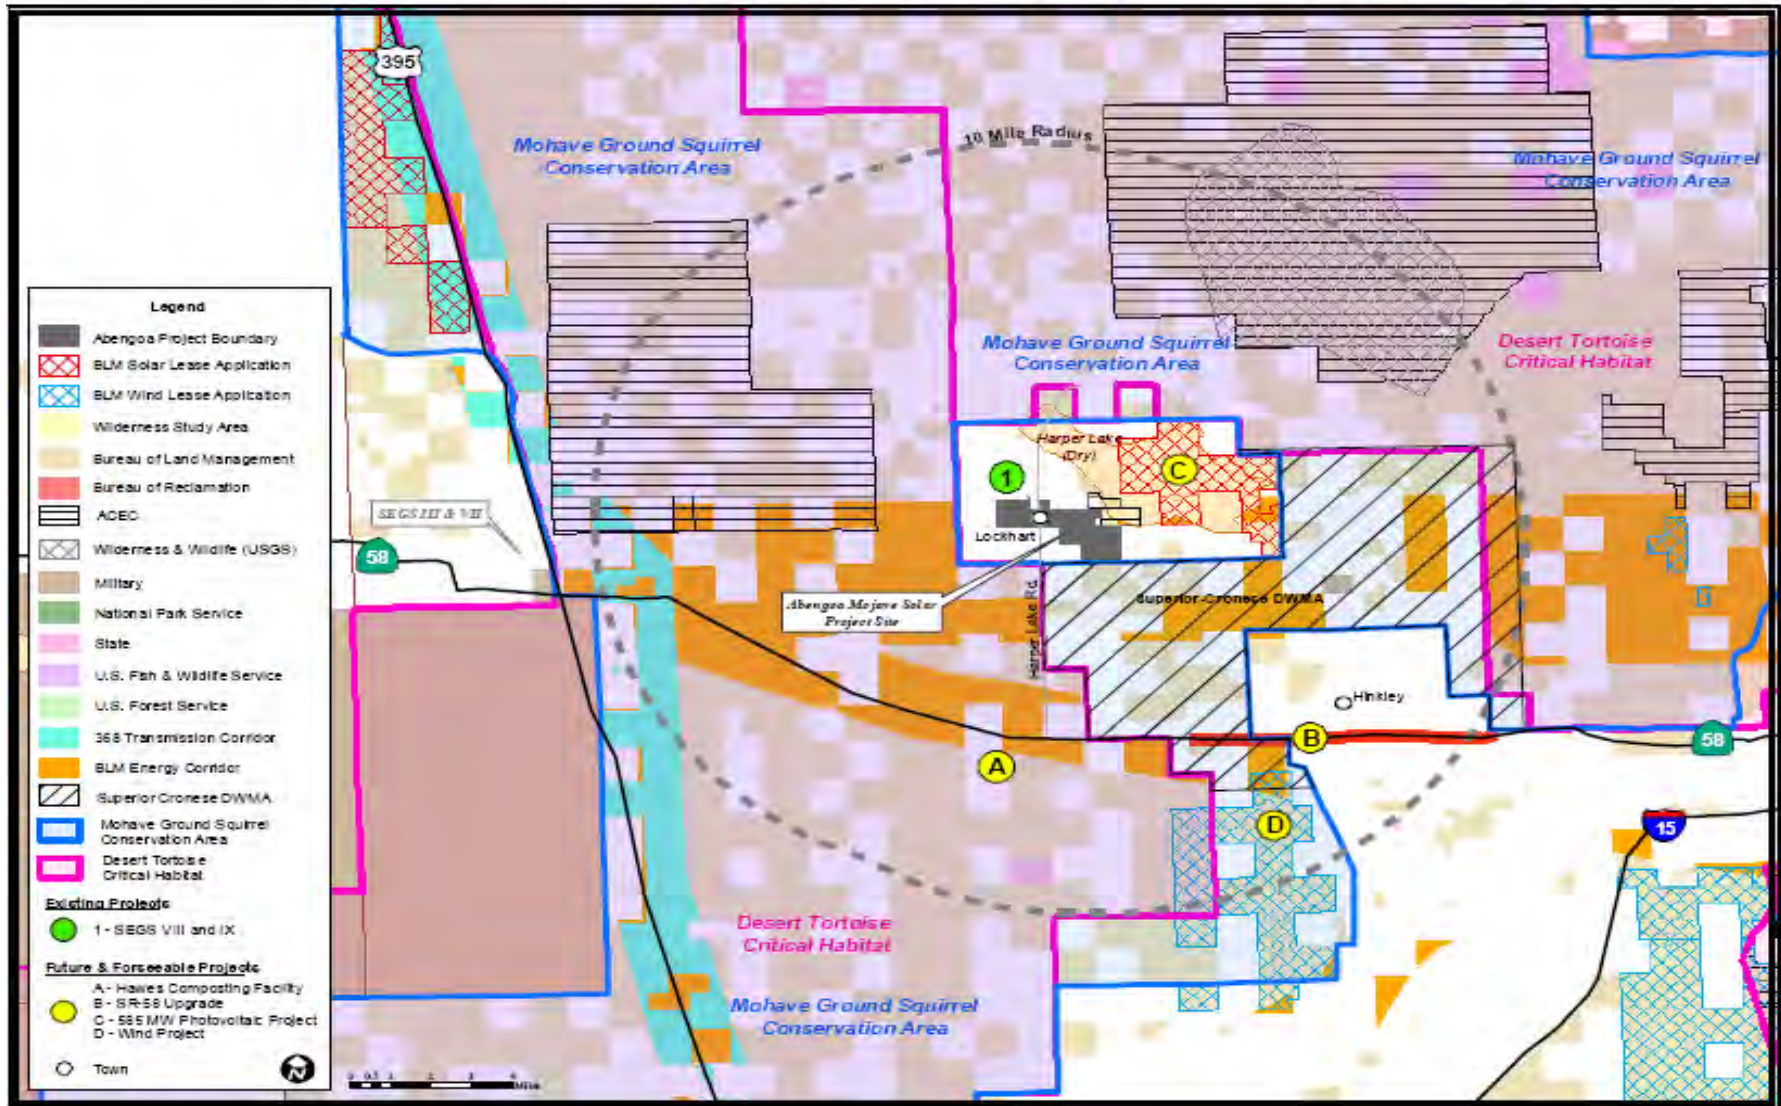 395
Mohave Ground Squirrel
Conservation Area
10 Mile Radius
Mohave Ground Squirrel
Conservation Area
Mohave Ground Squirrel
Conservation Area
Desert Tortoise
Critical Habitat
Harper Lake
(Dry)
C
1
Lockhart
SEGS III & VII
58
Abengoa Mojave Solar
Project Site
Harper Lake Rd
Superior-Cronese DWMA
Hinkley
B
58
A
D
15
Desert Tortoise
Critical Habitat
Mohave Ground Squirrel
Conservation Area
Legend
Abengoa Project Boundary
BLM Solar Lease Application
BLM Wind Lease Application
Wilderness Study Area
Bureau of Land Management
Bureau of Reclamation
ACEC
Wilderness & Wildlife (USGS)
Military
National Park Service
State
U.S. Fish & Wildlife Service
U.S. Forest Service
368 Transmission Corridor
BLM Energy Corridor
Superior Cronese DWMA
Mohave Ground Squirrel
Conservation Area
Desert Tortoise
Critical Habitat
Existing Projects
1 - SEGS VIII and IX
Future & Forseeable Projects
A - Hawes Composting Facility
B - SR-58 Upgrade
C - 585 MW Photovoltaic Project
D - Wind Project
Town
N